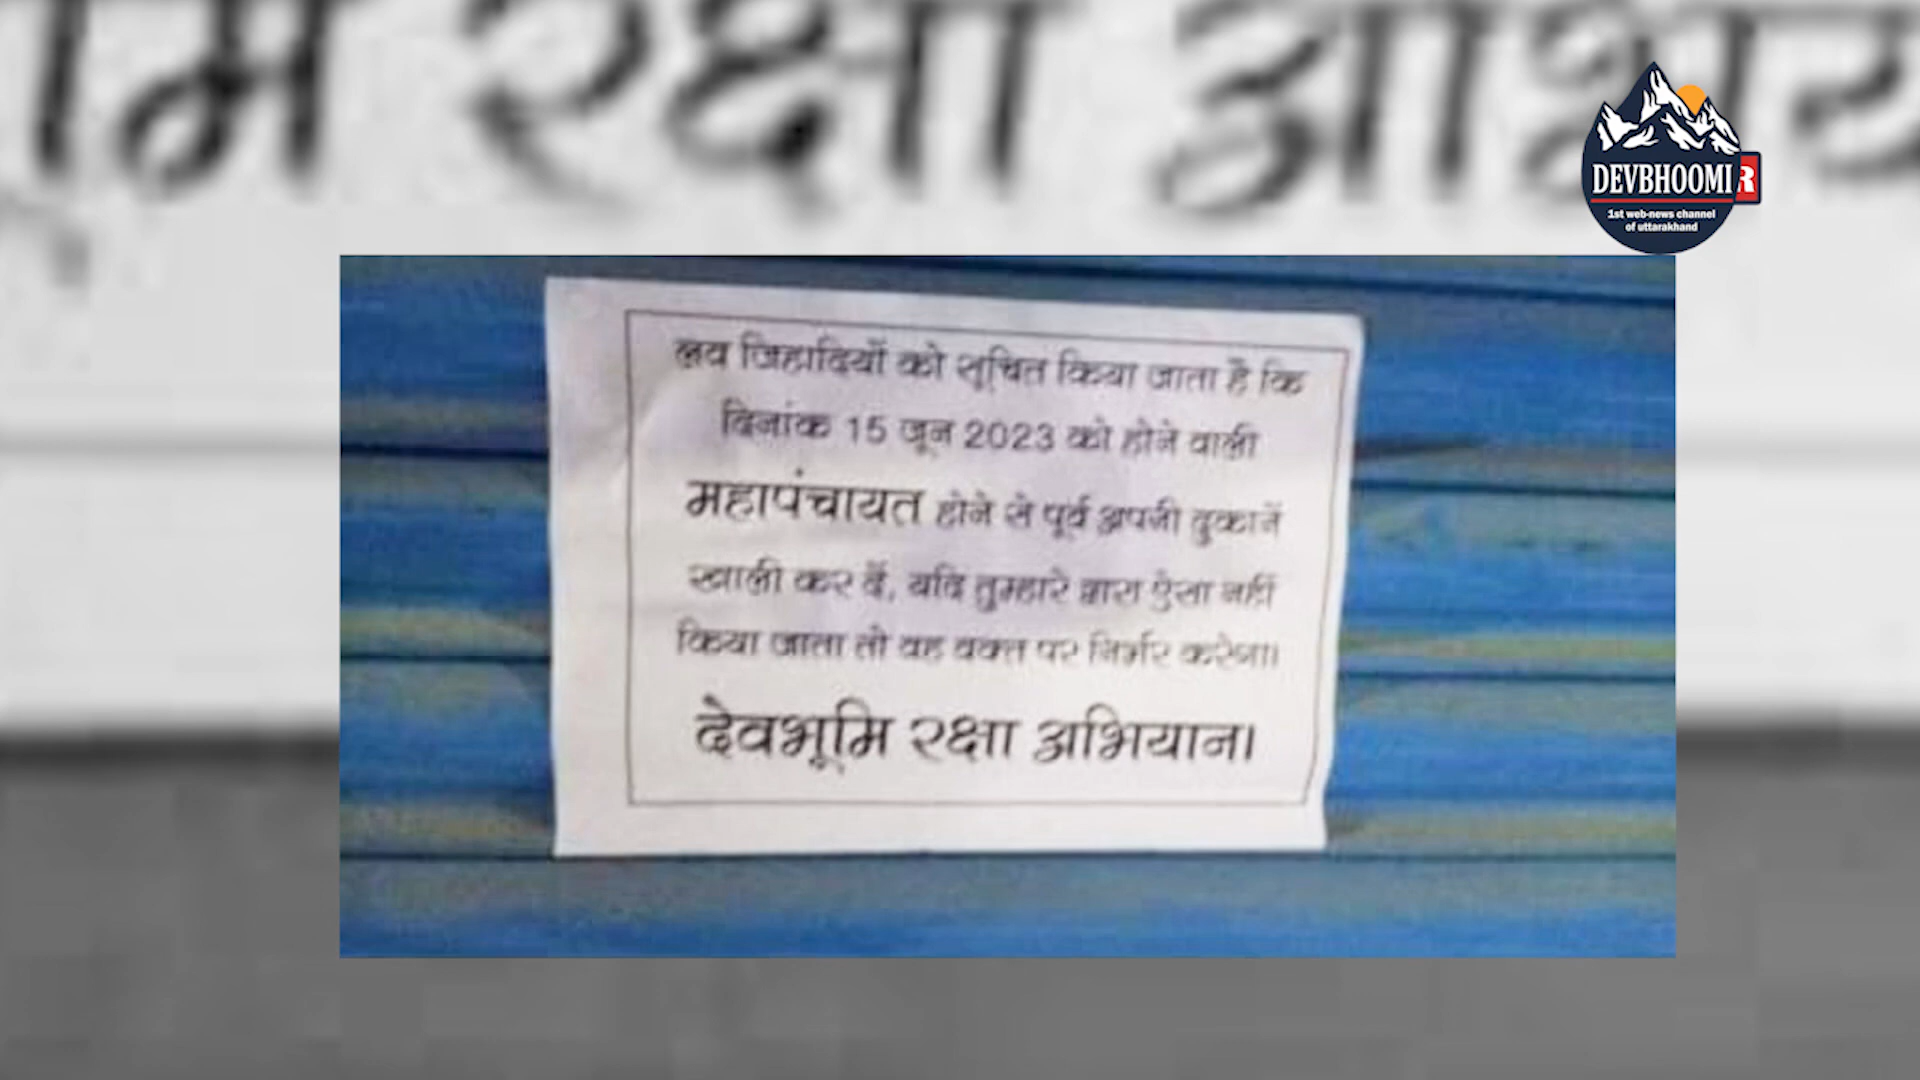 लव जिहादियों को सूचित किया जाता है कि
दिनांक 15 जून 2023 को होने वाली
महापंचायत होने से पूर्व अपनी दुकानें
खाली कर दें, यदि तुम्हारे द्वारा ऐसा नहीं
किया जाता तो वह वक्त पर निर्भर करेगा।
देवभूमि रक्षा अभियान।
DEVBHOOMI
R
1st web-news channel
of uttarakhand